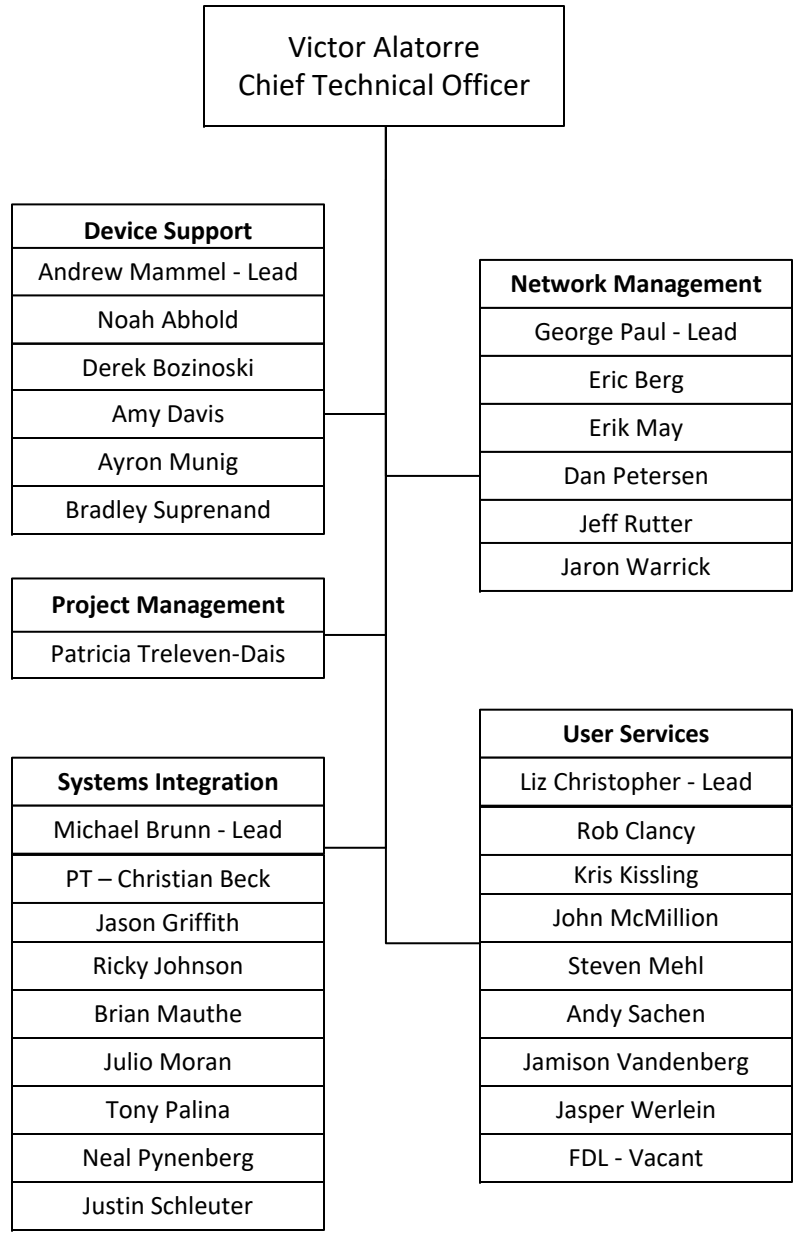 Victor Alatorre
Chief Technical Officer
Device Support
Andrew Mammel - Lead
Noah Abhold
Derek Bozinoski
Amy Davis
Ayron Munig
Bradley Suprenand
Network Management
George Paul - Lead
Eric Berg
Erik May
Dan Petersen
Jeff Rutter
Jaron Warrick
Project Management
Patricia Treleven-Dais
Systems Integration
Michael Brunn - Lead
PT – Christian Beck
Jason Griffith
Ricky Johnson
Brian Mauthe
Julio Moran
Tony Palina
Neal Pynenberg
Justin Schleuter
User Services
Liz Christopher - Lead
Rob Clancy
Kris Kissling
John McMillion
Steven Mehl
Andy Sachen
Jamison Vandenberg
Jasper Werlein
FDL - Vacant